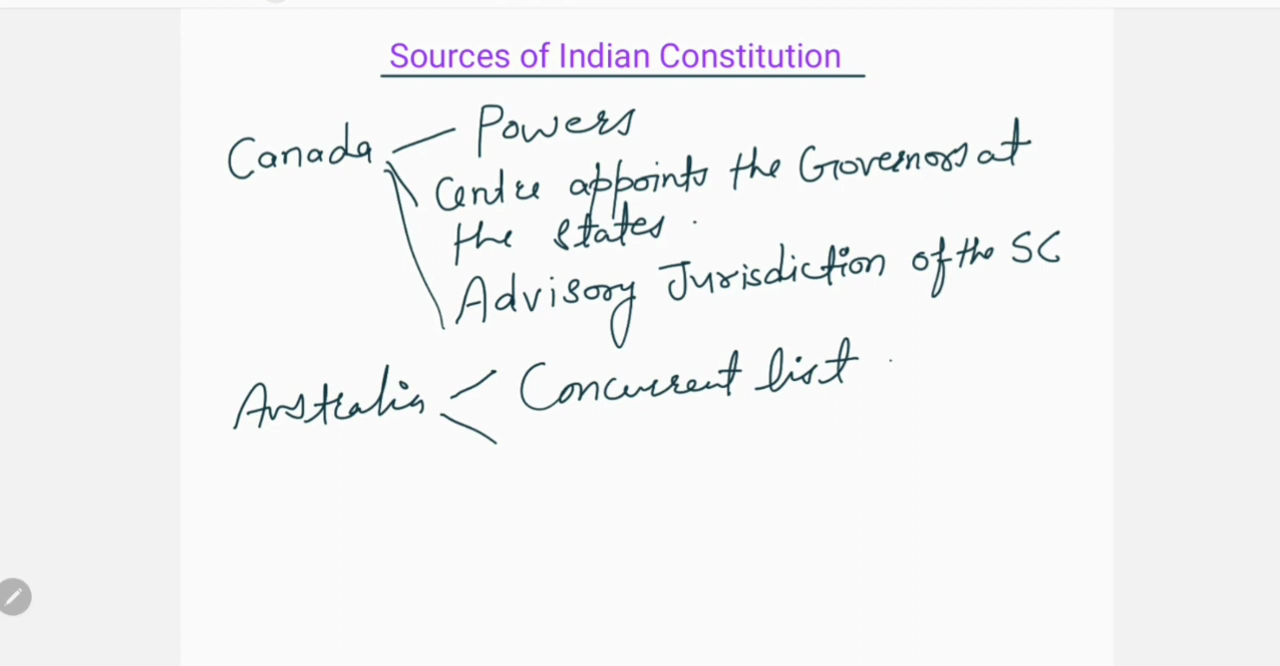 Sources of Indian Constitution
Canada — Powers
Centre appoints the Governors at
the states.
Advisory Jurisdiction of the SC
Australia < Concurrent list